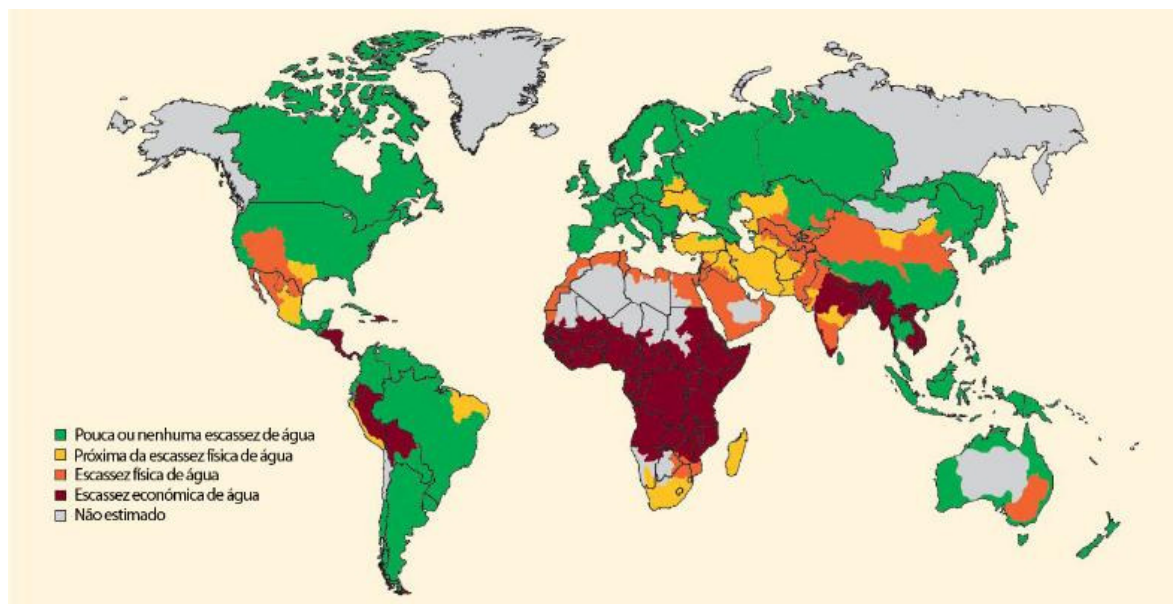 Pouca ou nenhuma escassez de água
Próxima da escassez física de água
Escassez física de água
Escassez económica de água
Não estimado